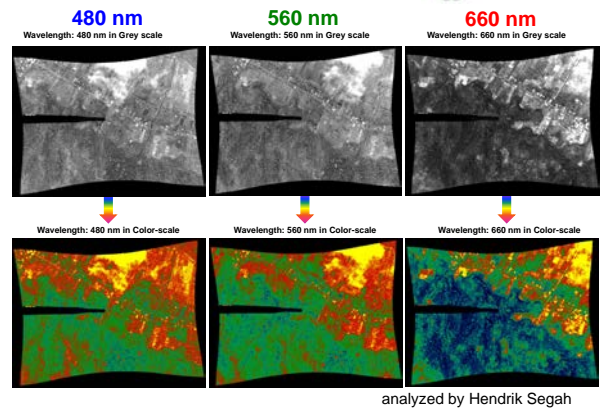 480 nm
560 nm
660 nm
Wavelength: 480 nm in Grey scale
Wavelength: 560 nm in Grey scale
Wavelength: 660 nm in Grey scale
Wavelength: 480 nm in Color-scale
Wavelength: 560 nm in Color-scale
Wavelength: 660 nm in Color-scale
analyzed by Hendrik Segah